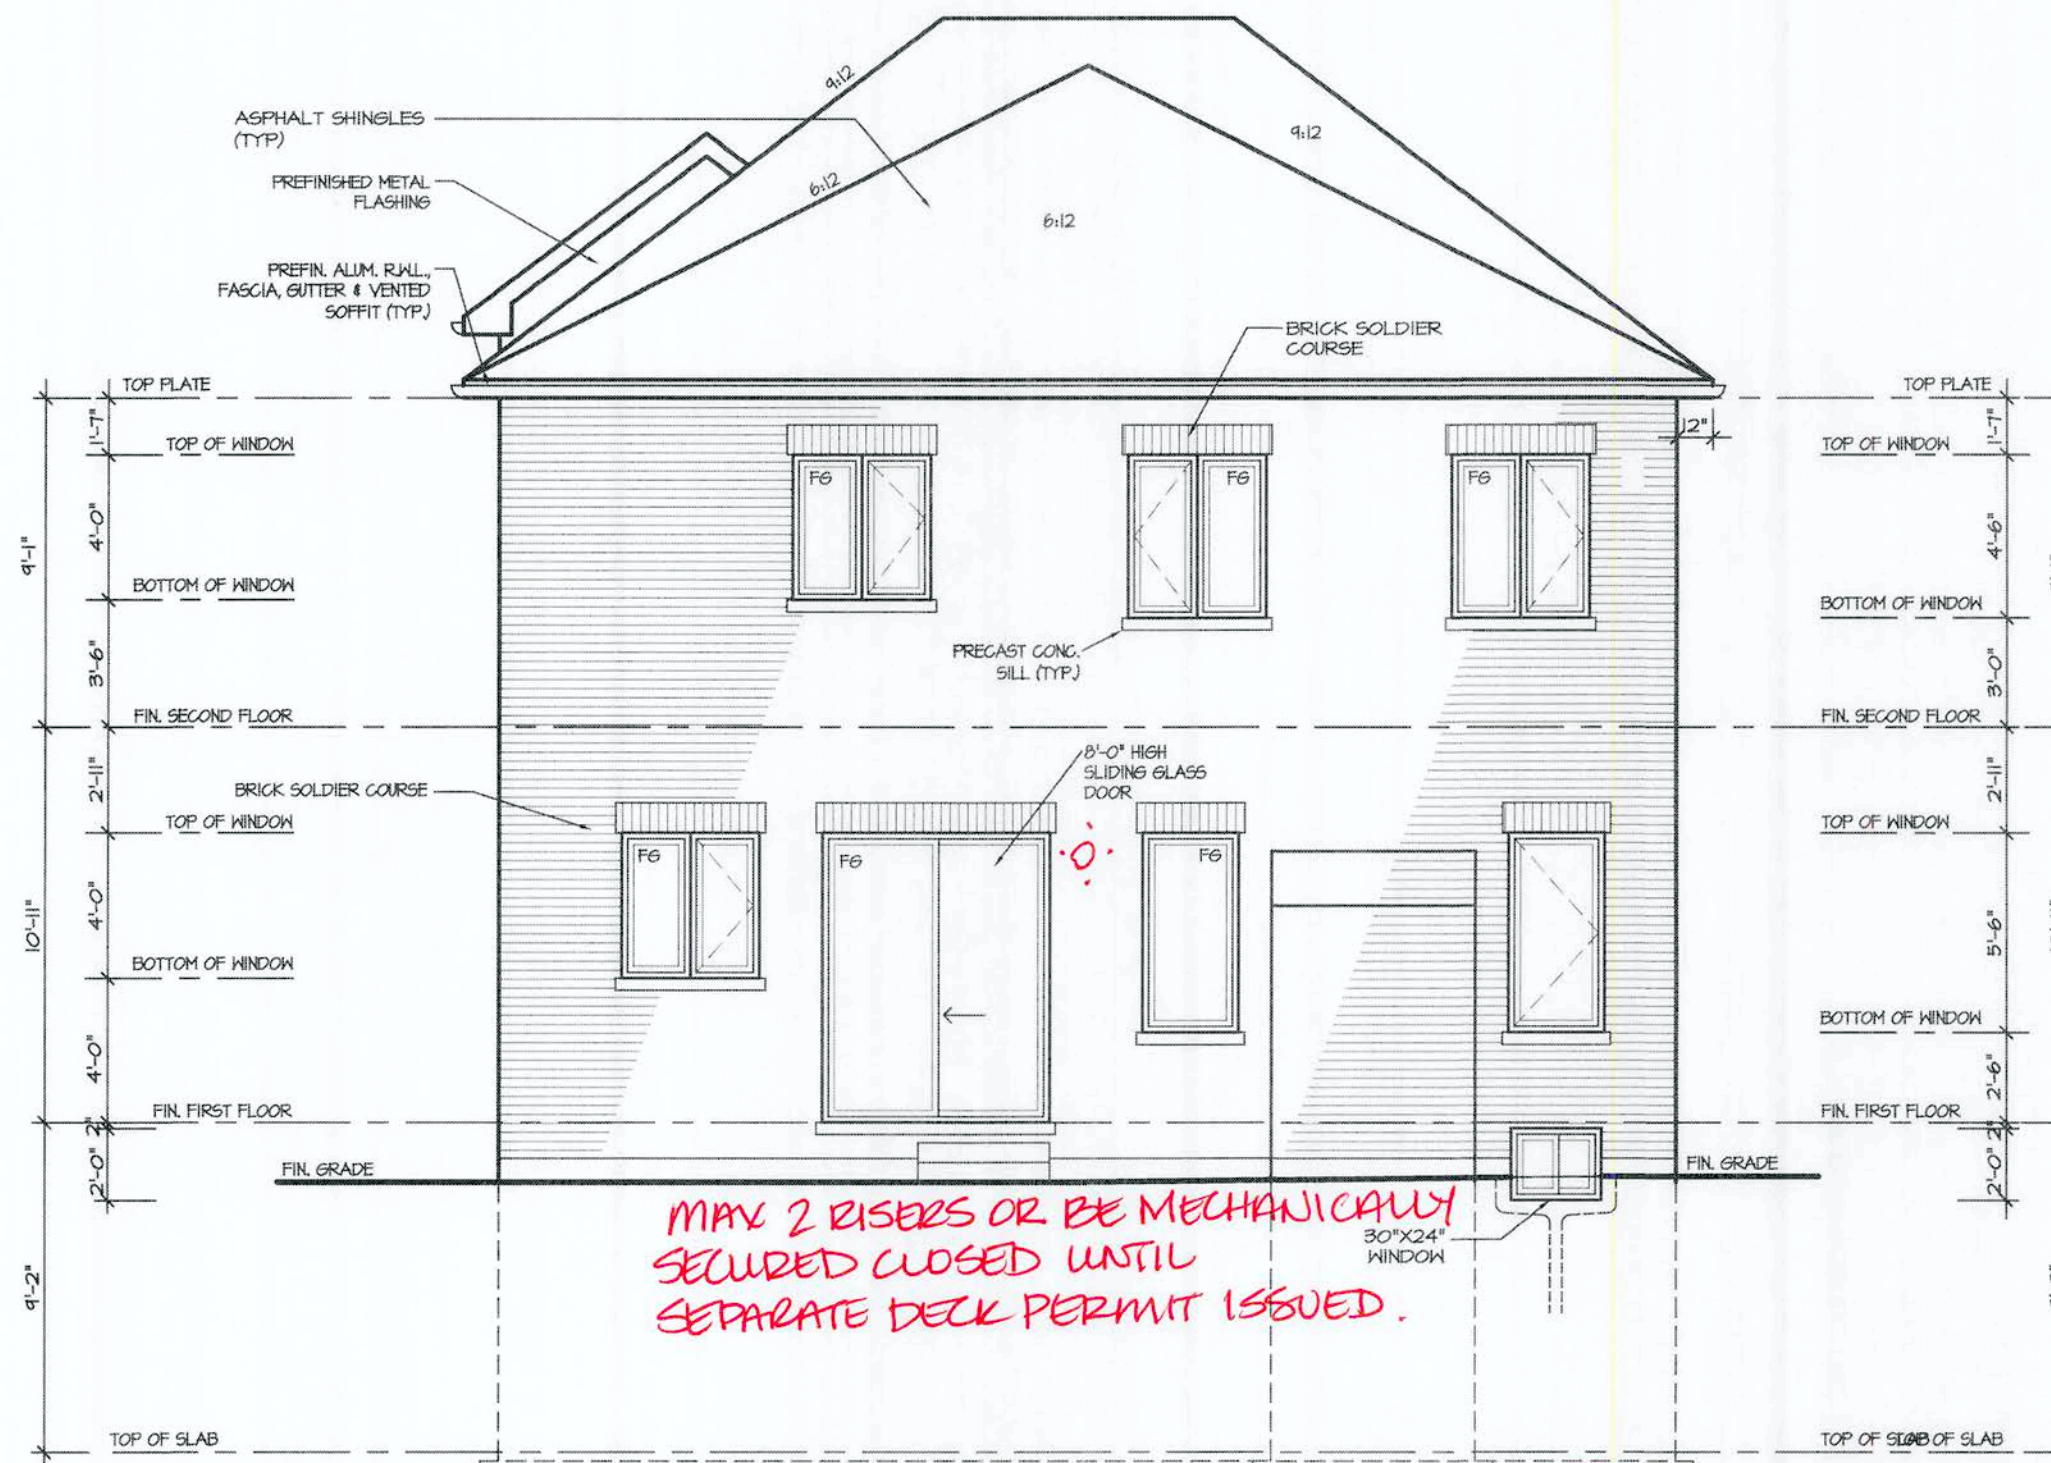 9:12
ASPHALT SHINGLES
(TYP)
9:12
PREFINISHED METAL
FLASHING
6:12
6:12
PREFIN. ALUM. R.W.L.,
FASCIA, GUTTER & VENTED
SOFFIT (TYP.)
BRICK SOLDIER
COURSE
TOP PLATE
TOP PLATE
1'-7"
12"
1'-7"
TOP OF WINDOW
TOP OF WINDOW
FG
FG
FG
9'-1"
4'-0"
4'-6"
BOTTOM OF WINDOW
BOTTOM OF WINDOW
3'-6"
PRECAST CONC.
SILL (TYP.)
3'-0"
FIN. SECOND FLOOR
FIN. SECOND FLOOR
2'-11"
8'-0" HIGH
SLIDING GLASS
DOOR
2'-11"
BRICK SOLDIER COURSE
TOP OF WINDOW
TOP OF WINDOW
FG
FG
FG
10'-11"
4'-0"
5'-6"
BOTTOM OF WINDOW
BOTTOM OF WINDOW
4'-0"
2'-6"
FIN. FIRST FLOOR
FIN. FIRST FLOOR
2"
2"
2'-0"
2'-0"
FIN. GRADE
FIN. GRADE
MAX 2 RISERS OR BE MECHANICALLY
SECURED CLOSED UNTIL
SEPARATE DECK PERMIT ISSUED.
30"X24"
WINDOW
9'-2"
TOP OF SLAB
TOP OF SLAB
OF SLAB